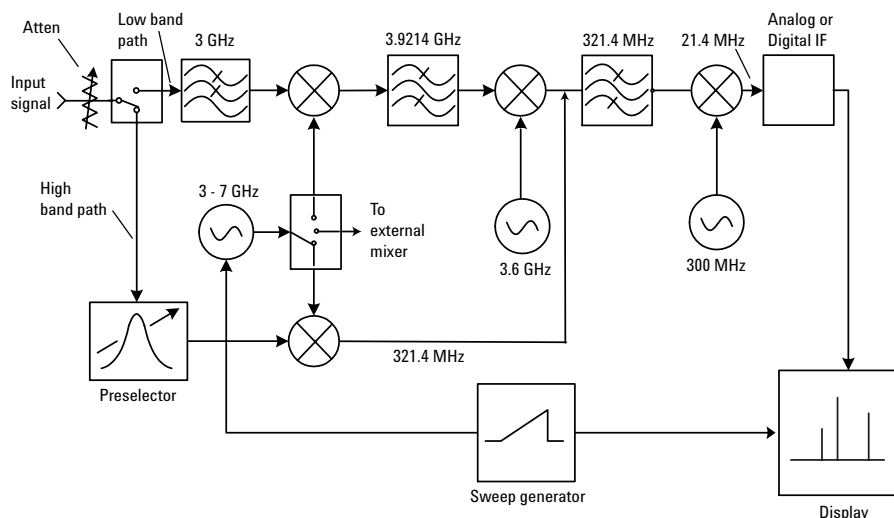 Atten
Low band
path
3 GHz
3.9214 GHz
321.4 MHz
21.4 MHz
Analog or
Digital IF
Input
signal
High
band path
3 - 7 GHz
To
external
mixer
3.6 GHz
300 MHz
Preselector
321.4 MHz
Sweep generator
Display